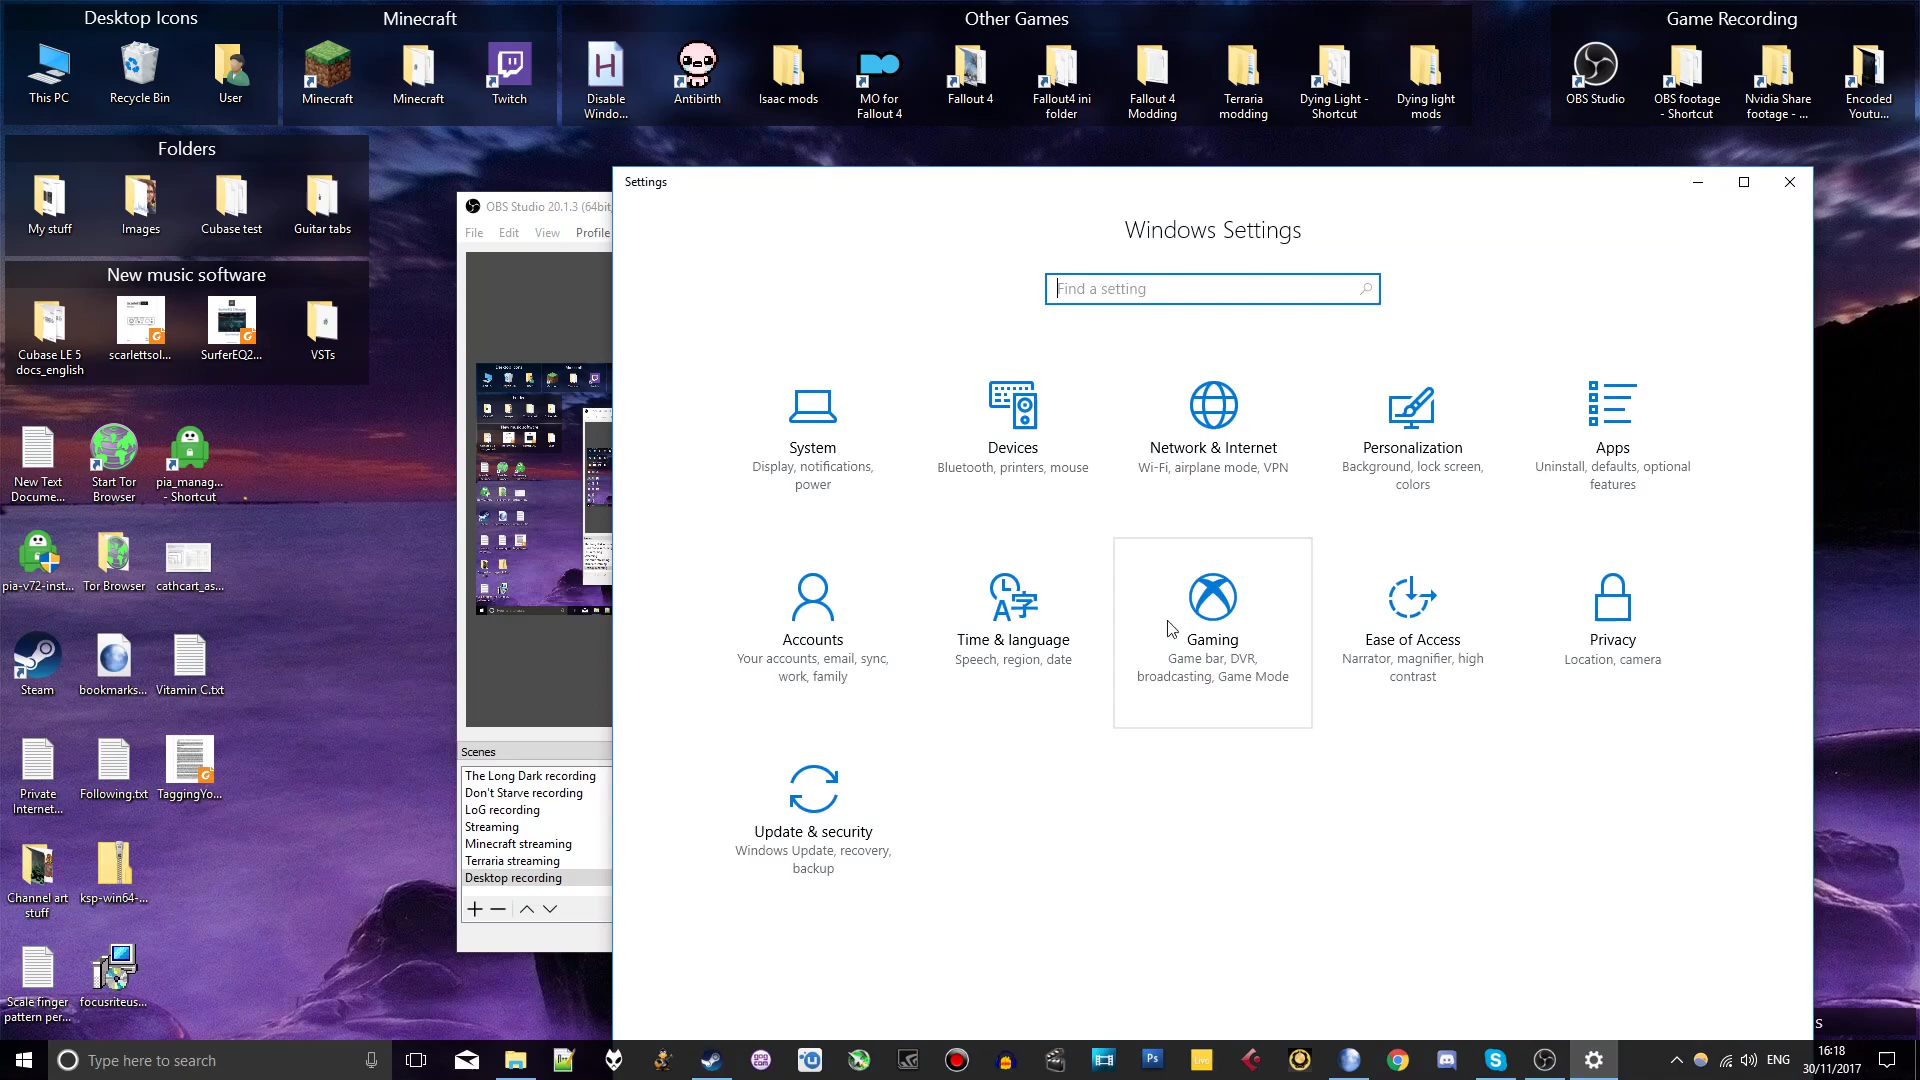 Desktop Icons
Minecraft
Other Games
Game Recording
This PC
Recycle Bin
User
Minecraft
Minecraft
Twitch
Disable
Windo...
Antibirth
Isaac mods
MO for
Fallout 4
Fallout 4
Fallout4 ini
folder
Fallout 4
Modding
Terraria
modding
Dying Light -
Shortcut
Dying light
mods
OBS Studio
OBS footage
- Shortcut
Nvidia Share
footage - ...
Encoded
Youtu...
Folders
My stuff
Images
Cubase test
Guitar tabs
New music software
Cubase LE 5
docs_english
scarlettsol...
SurferEQ2...
VSTs
New Text
Docume...
Start Tor
Browser
pia_manag...
- Shortcut
pia-v72-inst...
Tor Browser
cathcart_as...
Steam
bookmarks...
Vitamin C.txt
Private
Internet...
Following.txt
TaggingYo...
Channel art
stuff
ksp-win64-...
Scale finger
pattern per...
focusriteus...
OBS Studio 20.1.3 (64bit,
File
Edit
View
Profile
Scenes
The Long Dark recording
Don't Starve recording
LoG recording
Streaming
Minecraft streaming
Terraria streaming
Desktop recording
Settings
Windows Settings
Find a setting
System
Display, notifications,
power
Devices
Bluetooth, printers, mouse
Network & Internet
Wi-Fi, airplane mode, VPN
Personalization
Background, lock screen,
colors
Apps
Uninstall, defaults, optional
features
Accounts
Your accounts, email, sync,
work, family
Time & language
Speech, region, date
Gaming
Game bar, DVR,
broadcasting, Game Mode
Ease of Access
Narrator, magnifier, high
contrast
Privacy
Location, camera
Update & security
Windows Update, recovery,
backup
s
Type here to search
Ps
Live
ENG
16:18
30/11/2017